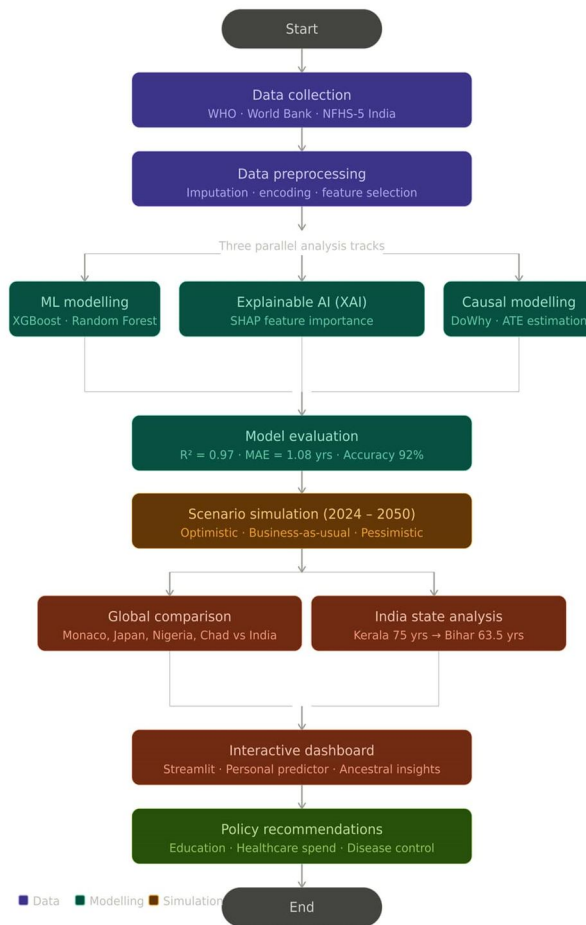 Start
Data collection
WHO · World Bank · NFHS-5 India
Data preprocessing
Imputation · encoding · feature selection
Three parallel analysis tracks
ML modelling
XGBoost · Random Forest
Explainable AI (XAI)
SHAP feature importance
Causal modelling
DoWhy · ATE estimation
Model evaluation
R² = 0.97 · MAE = 1.08 yrs · Accuracy 92%
Scenario simulation (2024 – 2050)
Optimistic · Business-as-usual · Pessimistic
Global comparison
Monaco, Japan, Nigeria, Chad vs India
India state analysis
Kerala 75 yrs → Bihar 63.5 yrs
Interactive dashboard
Streamlit · Personal predictor · Ancestral insights
Policy recommendations
Education · Healthcare spend · Disease control
Data
Modelling
Simulation
End